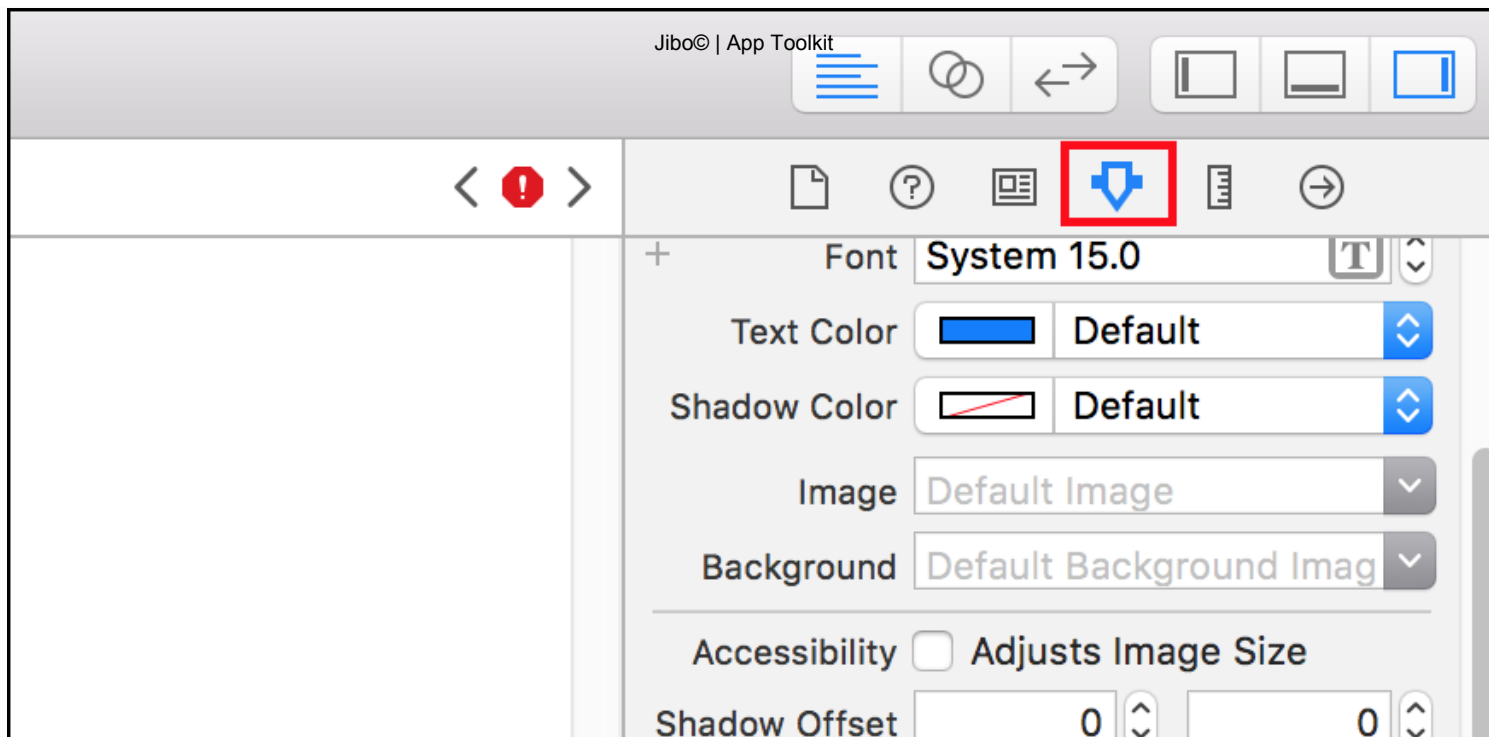 Jibo© | App Toolkit
Font System 15.0 T
Text Color Default
Shadow Color Default
Image Default Image
Background Default Background Imag
Accessibility Adjusts Image Size
Shadow Offset 0 0